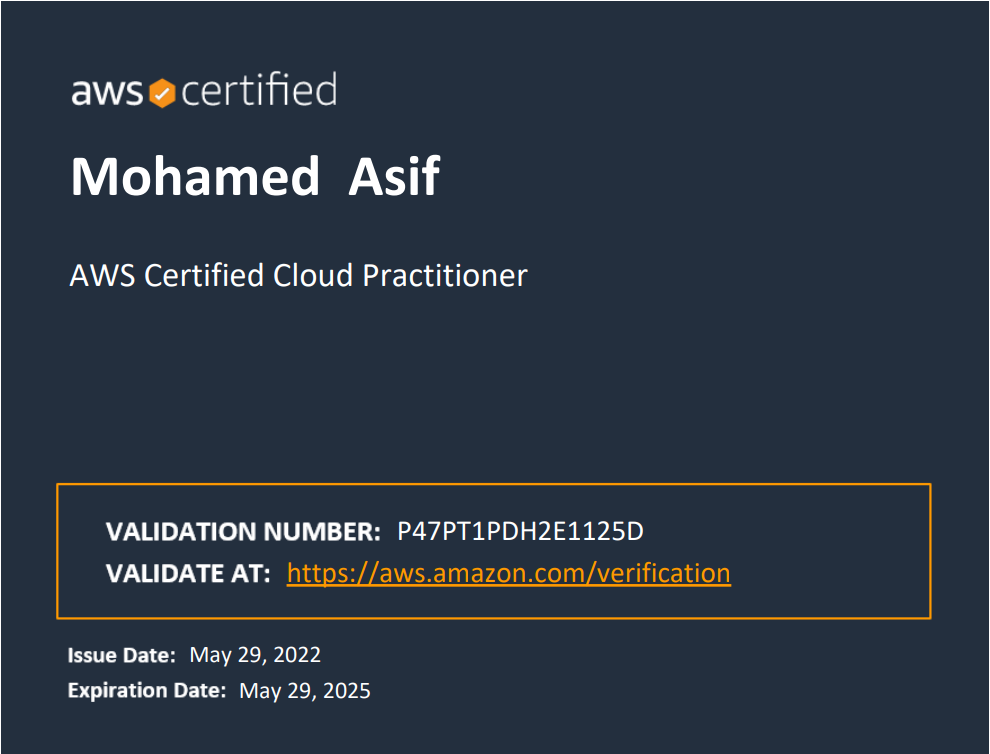 aws certified
Mohamed Asif
AWS Certified Cloud Practitioner
VALIDATION NUMBER: P47PT1PDH2E1125D
VALIDATE AT: https://aws.amazon.com/verification
Issue Date: May 29, 2022
Expiration Date: May 29, 2025